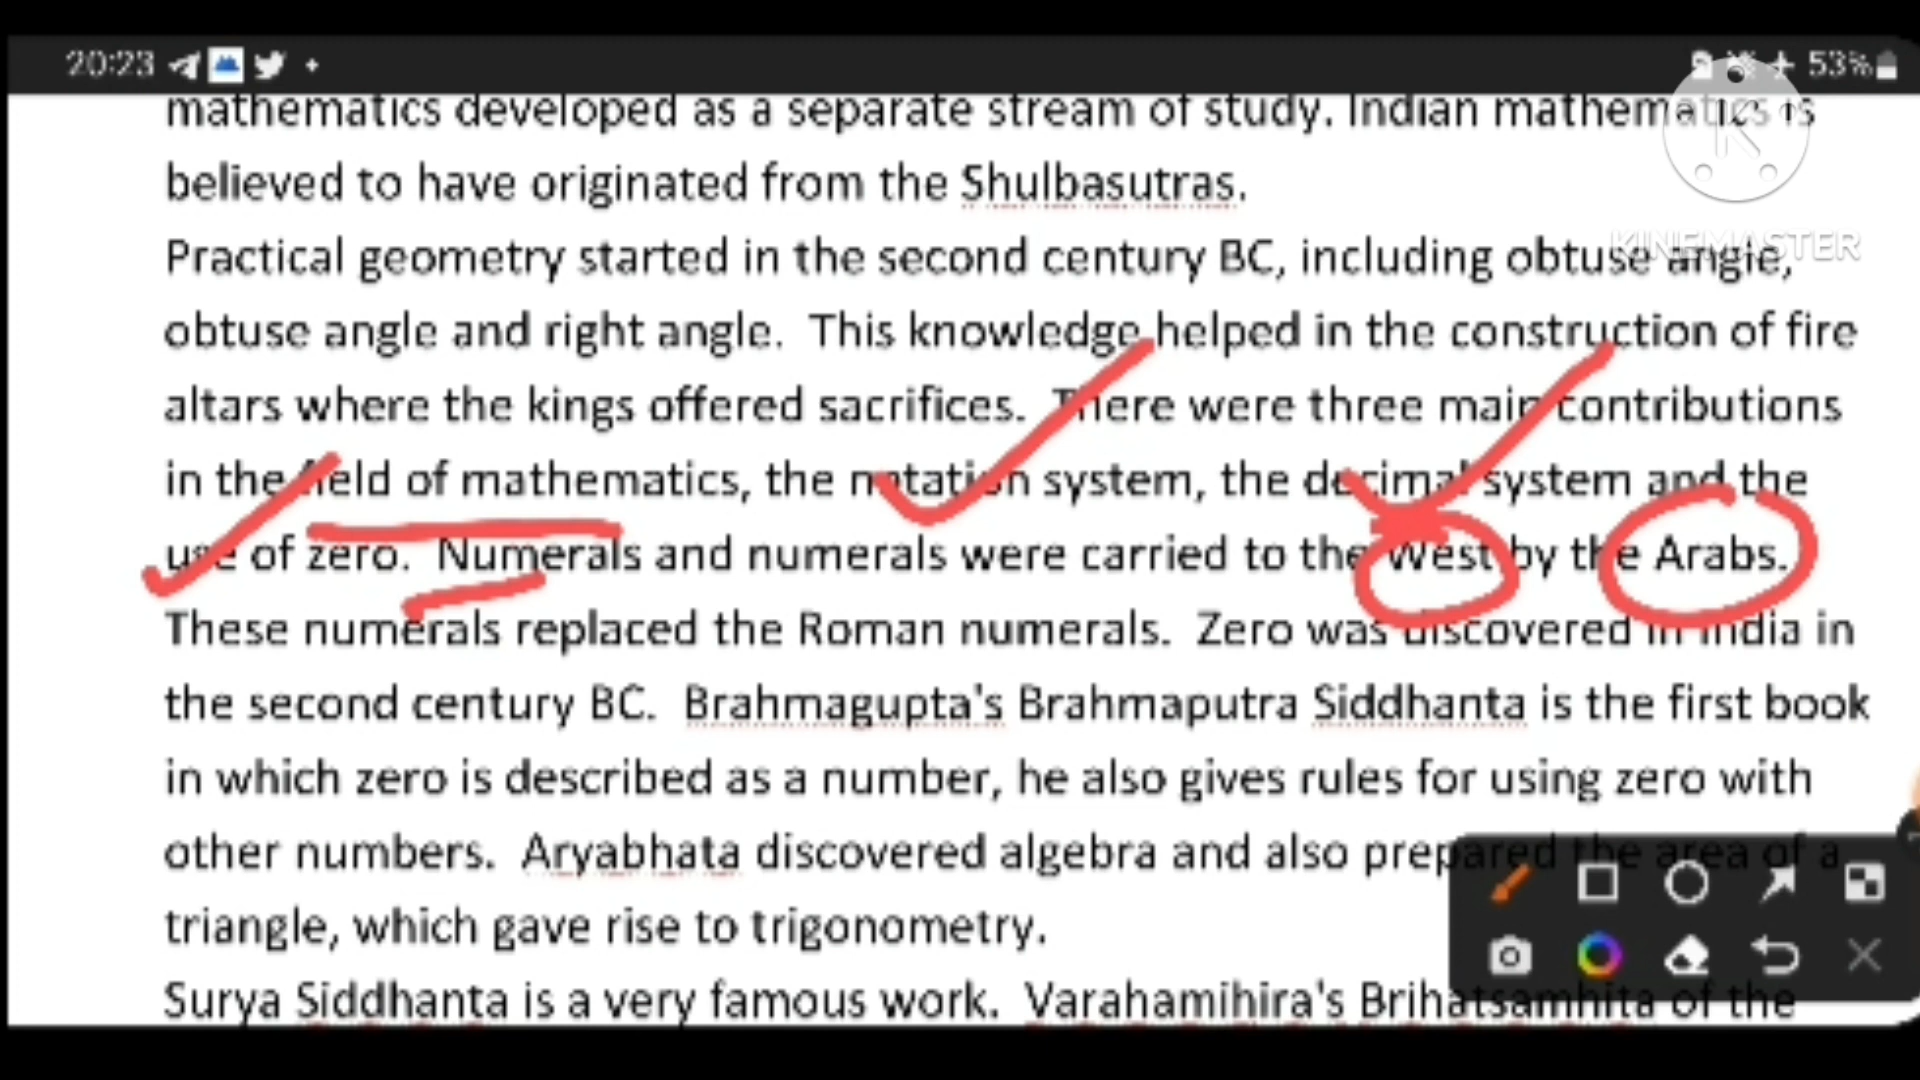 20:23
53%
mathematics developed as a separate stream of study. Indian mathematics is
believed to have originated from the Shulbasutras.
KINEMASTER
Practical geometry started in the second century BC, including obtuse angle,
obtuse angle and right angle. This knowledge helped in the construction of fire
altars where the kings offered sacrifices. There were three main contributions
in the field of mathematics, the notation system, the decimal system and the
use of zero. Numerals and numerals were carried to the West by the Arabs.
These numerals replaced the Roman numerals. Zero was discovered in India in
the second century BC. Brahmagupta's Brahmaputra Siddhanta is the first book
in which zero is described as a number, he also gives rules for using zero with
other numbers. Aryabhata discovered algebra and also prepared the area of a
triangle, which gave rise to trigonometry.
Surya Siddhanta is a very famous work. Varahamihira's Brihatsamhita of the